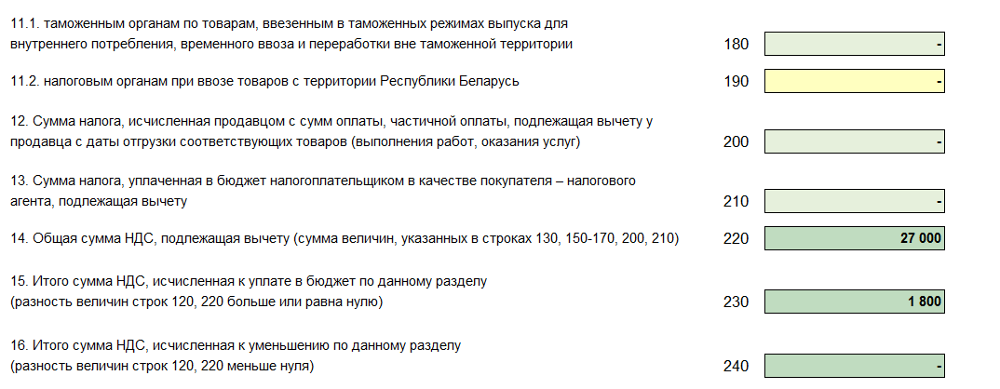 11.1. таможенным органам по товарам, ввезенным в таможенных режимах выпуска для
внутреннего потребления, временного ввоза и переработки вне таможенной территории 180 -
11.2. налоговым органам при ввозе товаров с территории Республики Беларусь 190 -
12. Сумма налога, исчисленная продавцом с сумм оплаты, частичной оплаты, подлежащая вычету у
продавца с даты отгрузки соответствующих товаров (выполнения работ, оказания услуг) 200 -
13. Сумма налога, уплаченная в бюджет налогоплательщиком в качестве покупателя – налогового
агента, подлежащая вычету 210 -
14. Общая сумма НДС, подлежащая вычету (сумма величин, указанных в строках 130, 150-170, 200, 210) 220 27 000
15. Итого сумма НДС, исчисленная к уплате в бюджет по данному разделу
(разность величин строк 120, 220 больше или равна нулю) 230 1 800
16. Итого сумма НДС, исчисленная к уменьшению по данному разделу
(разность величин строк 120, 220 меньше нуля) 240 -